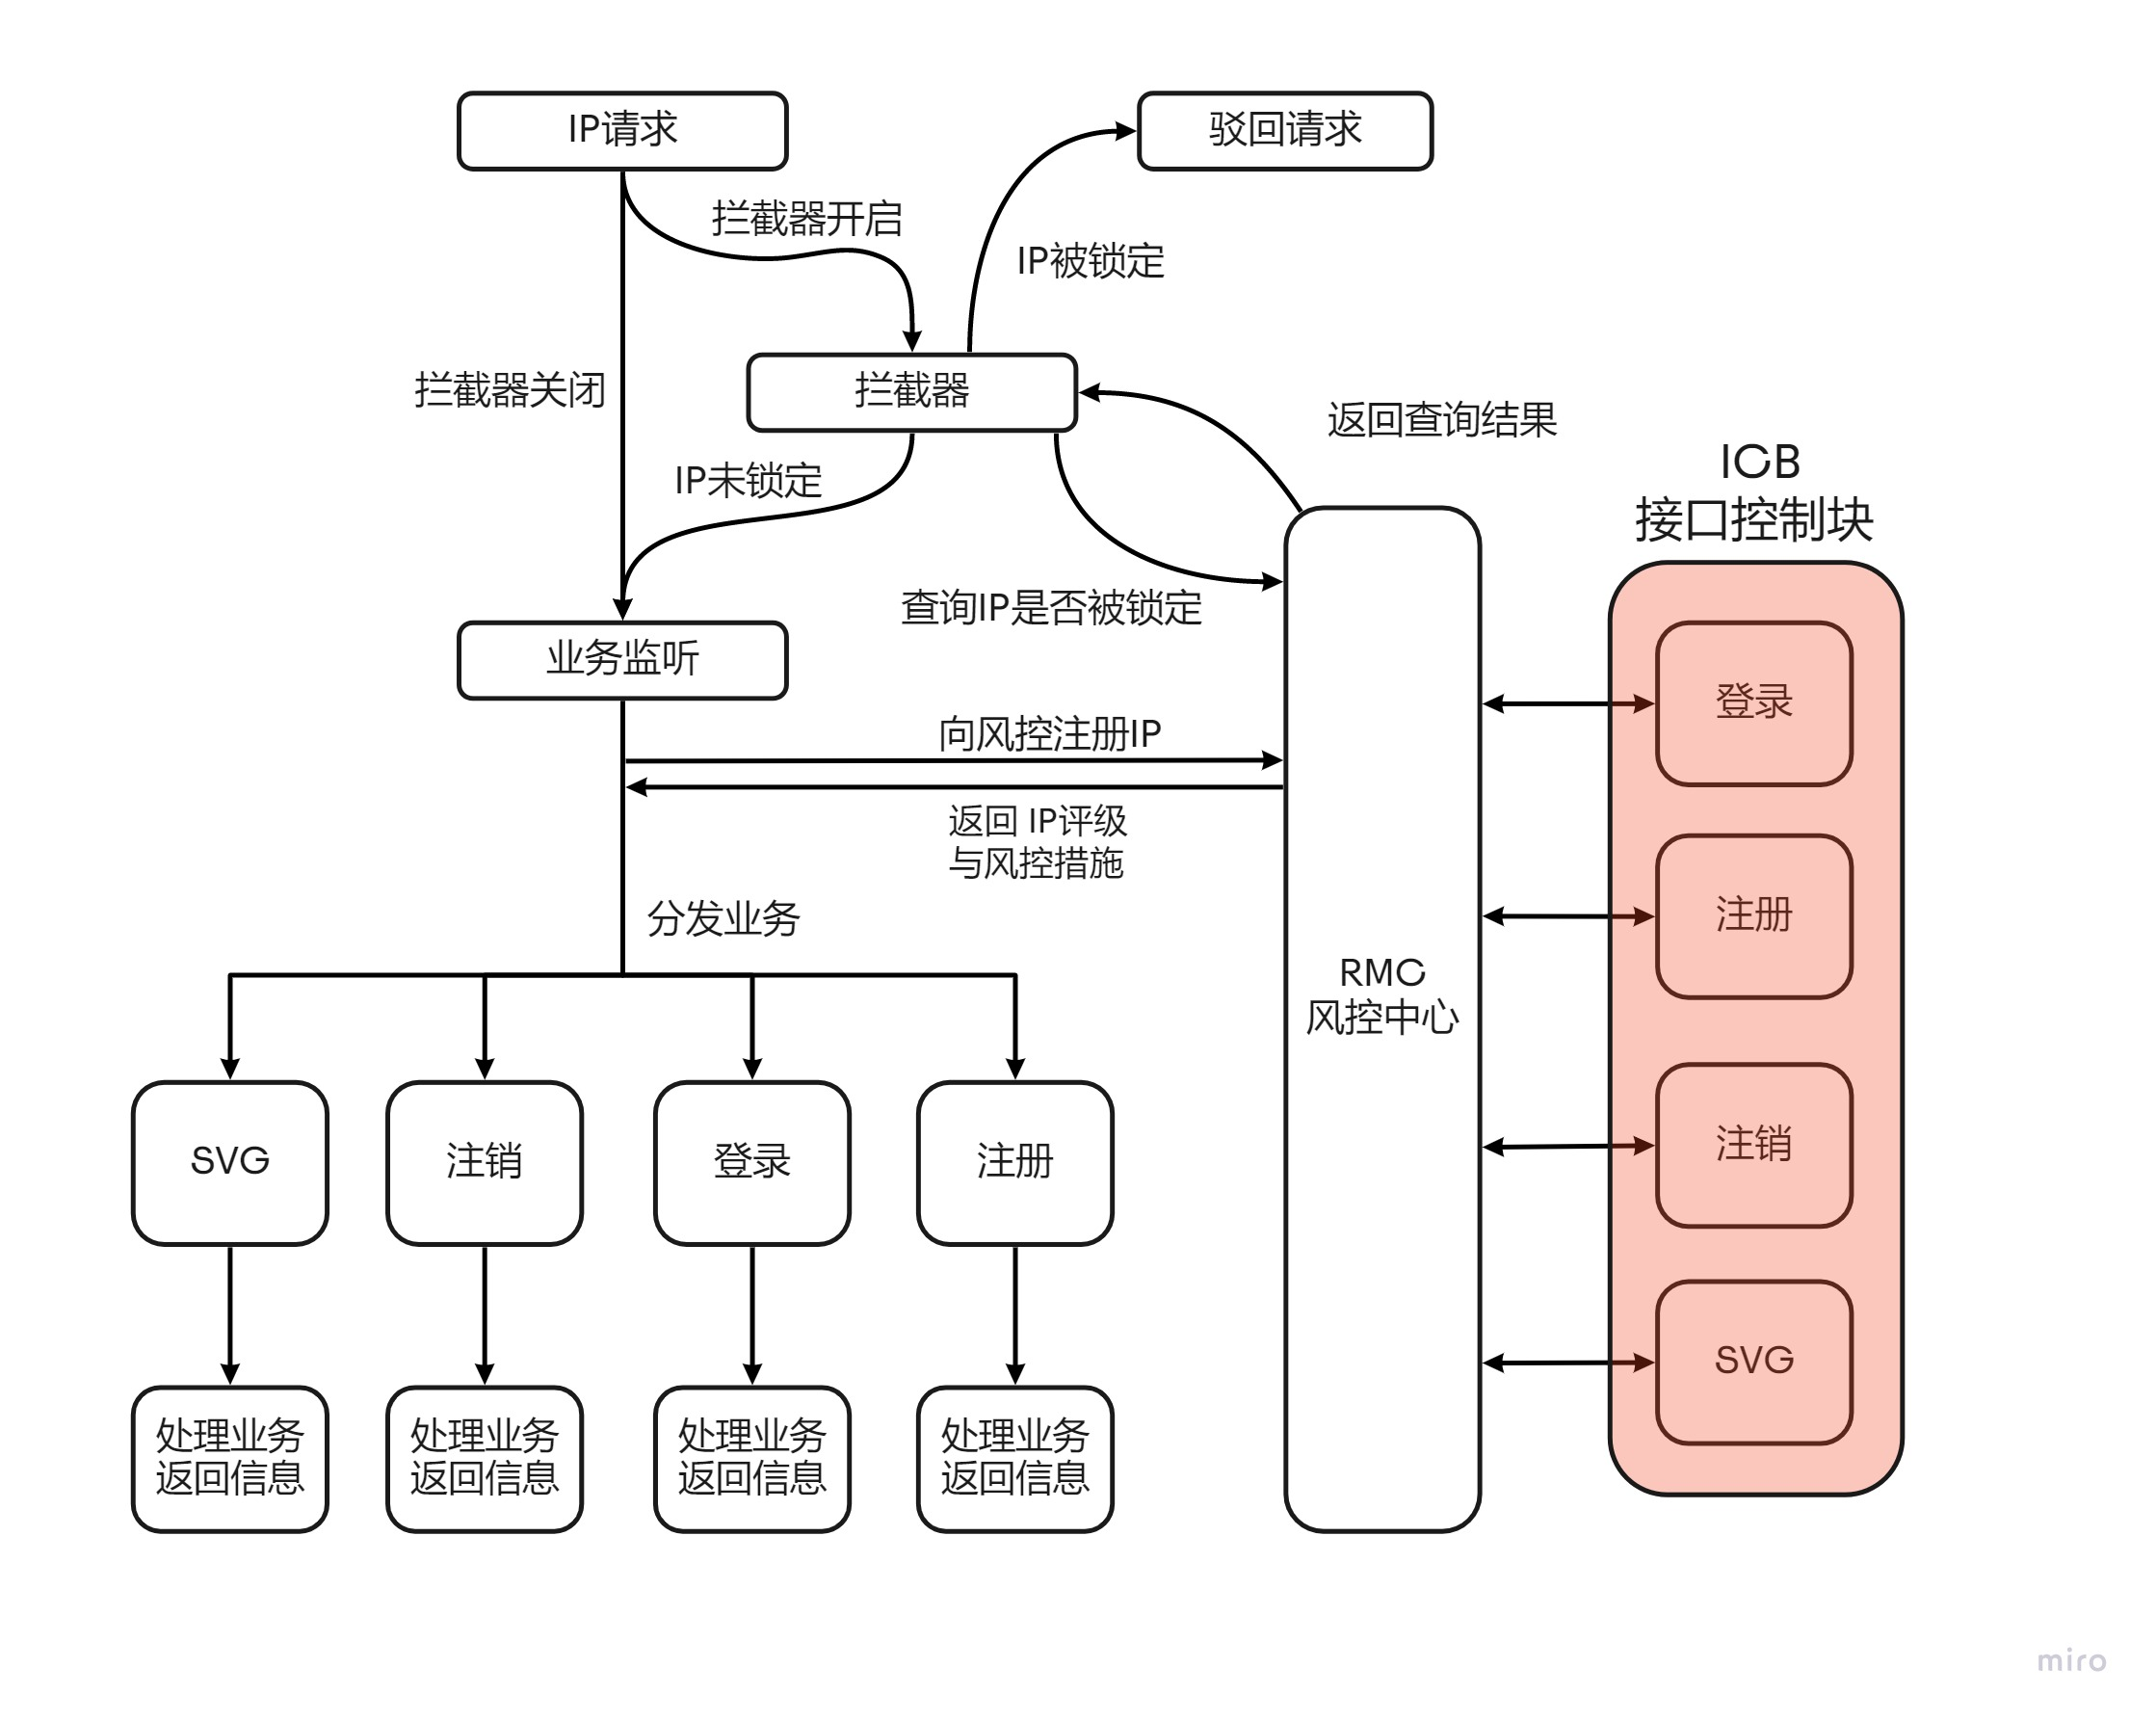 IP请求
驳回请求
拦截器开启
IP被锁定
拦截器关闭
拦截器
返回查询结果
IP未锁定
ICB
接口控制块
查询IP是否被锁定
业务监听
登录
向风控注册IP
返回 IP评级
与风控措施
分发业务
注册
RMC
风控中心
SVG
注销
登录
注册
注销
SVG
处理业务
返回信息
处理业务
返回信息
处理业务
返回信息
处理业务
返回信息
miro